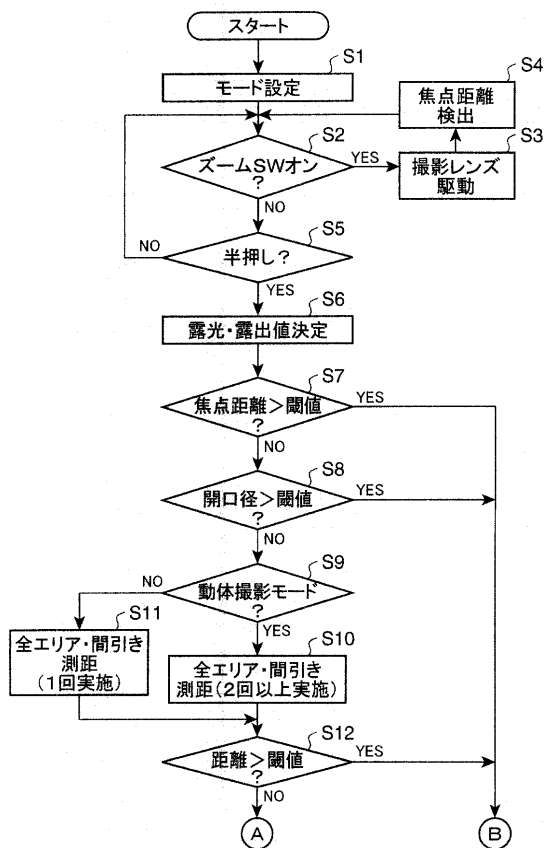 スタート
S1
モード設定
S4
焦点距離
検出
S2
ズームSWオン
?
YES
S3
撮影レンズ
駆動
NO
S5
半押し?
NO
YES
S6
露光・露出値決定
S7
焦点距離>閾値
?
YES
NO
S8
開口径>閾値
?
YES
NO
S9
動体撮影モード
?
NO
YES
S11
全エリア・間引き
測距
(1回実施)
S10
全エリア・間引き
測距(2回以上実施)
S12
距離>閾値
?
YES
NO
A
B